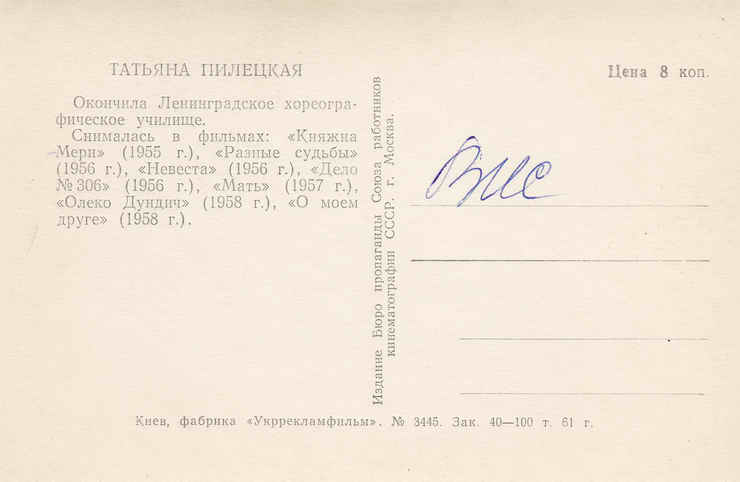 ТАТЬЯНА ПИЛЕЦКАЯ
Окончила Ленинградское хореогра-
фическое училище.
Снималась в фильмах: «Княжна
Мери» (1955 г.), «Разные судьбы»
(1956 г.), «Невеста» (1956 г.), «Дело
№ 306» (1956 г.), «Мать» (1957 г.),
«Олеко Дундич» (1958 г.), «О моем
друге» (1958 г.).
Издание Бюро пропаганды Союза работников
кинематографии СССР. г. Москва.
Цена 8 коп.
Киев, фабрика «Укррекламфильм». № 3445. Зак. 40—100 т. 61 г.